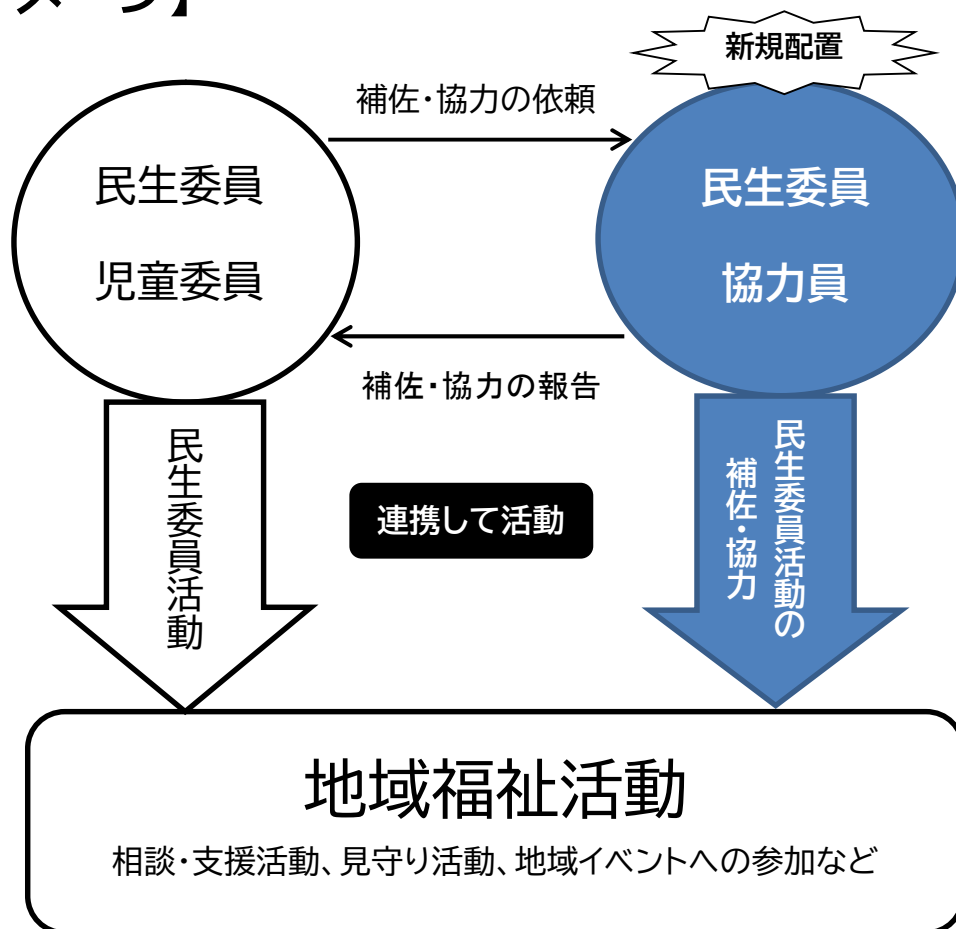 メージ】
新規配置
補佐・協力の依頼
民生委員
児童委員
民生委員
協力員
補佐・協力の報告
民生委員活動
連携して活動
民生委員活動の
補佐・協力
地域福祉活動
相談・支援活動、見守り活動、地域イベントへの参加など